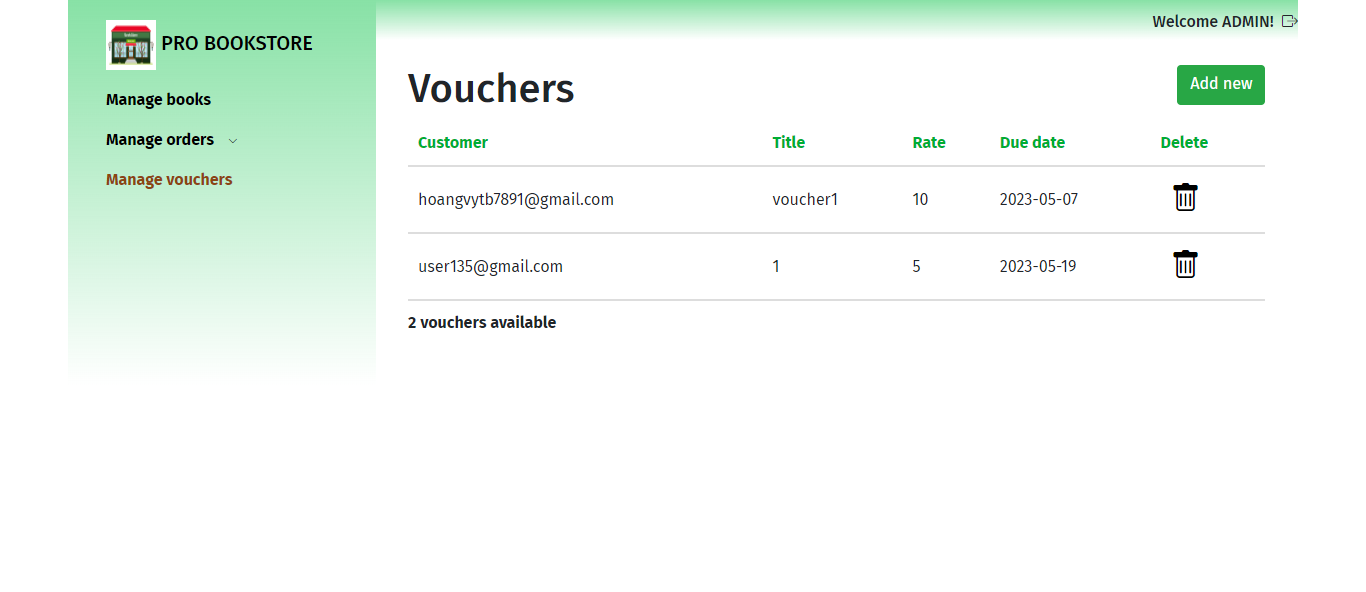 Welcome ADMIN!
PRO BOOKSTORE
Manage books
Manage orders
Manage vouchers
Vouchers
Add new
Customer Title Rate Due date Delete
hoangvytb7891@gmail.com voucher1 10 2023-05-07
user135@gmail.com 1 5 2023-05-19
2 vouchers available